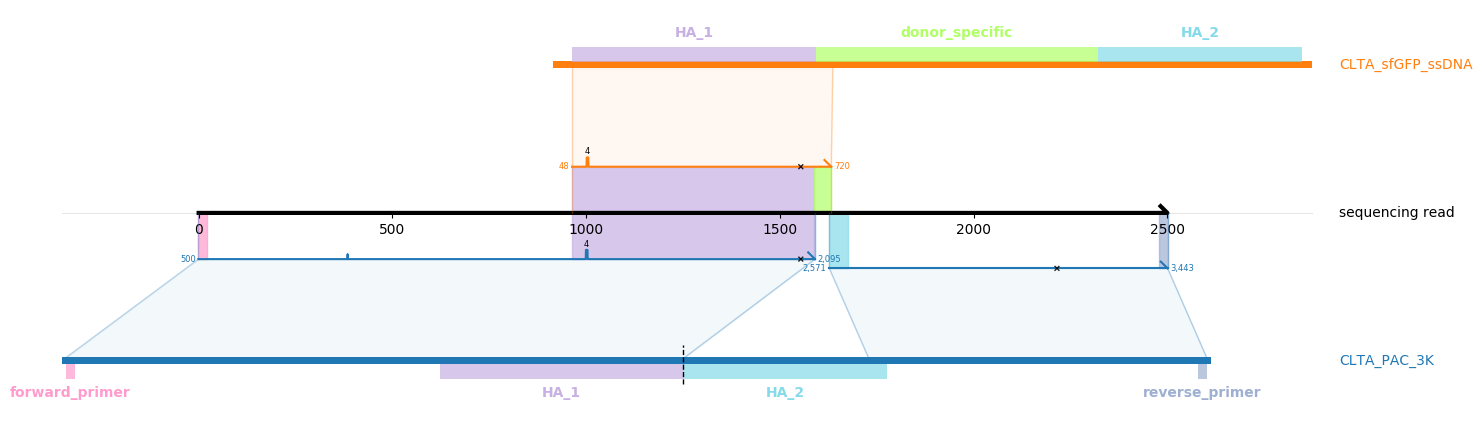 HA_1 donor_specific HA_2
CLTA_sfGFP_ssDNA
4
48 720
0 500 1000 1500 2000 2500
sequencing read
4
500 2,095
2,571 3,443
CLTA_PAC_3K
forward_primer HA_1 HA_2 reverse_primer